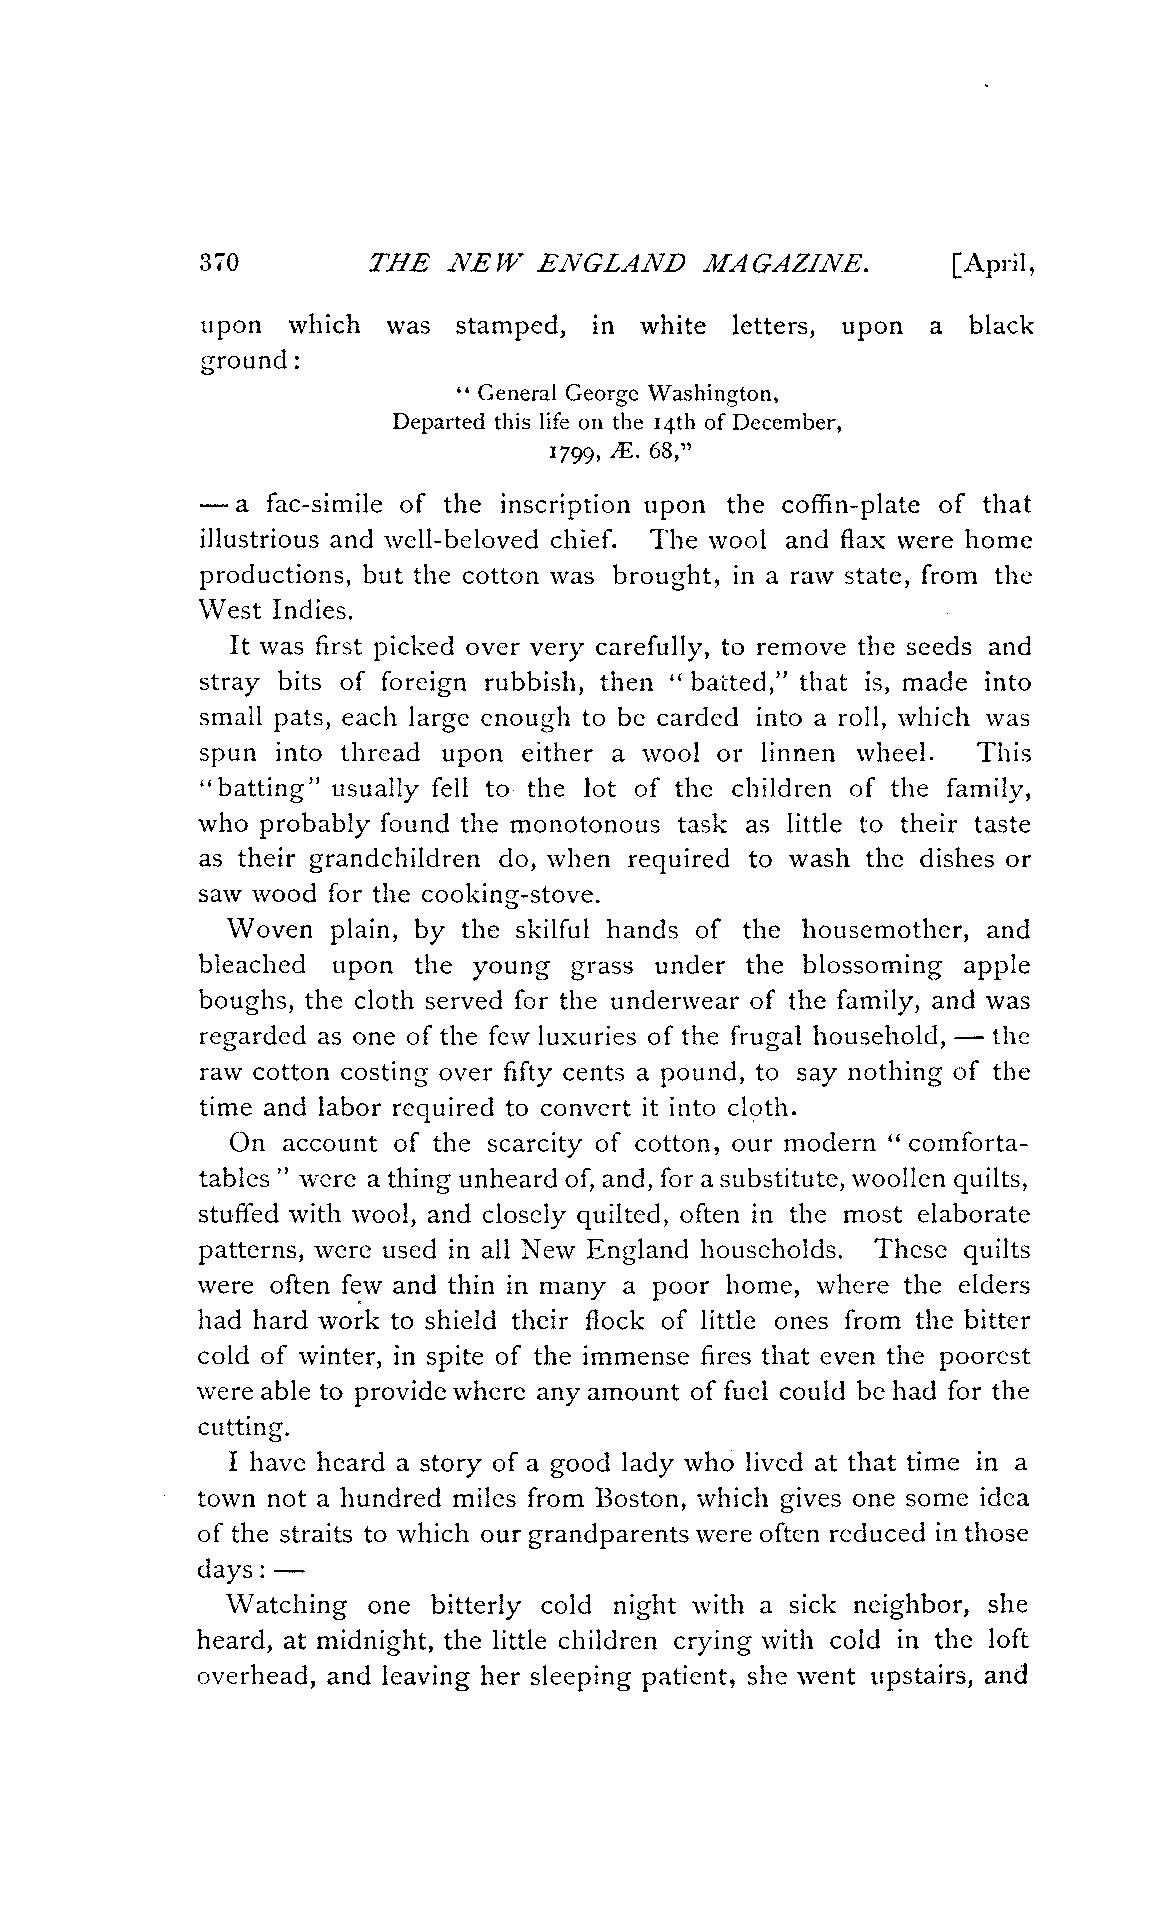 370 THE NEW ENGLAND MAGAZINE. [April,
upon which was stamped, in white letters, upon a black
ground:
“ General George Washington,
Departed this life on the 14th of December,
1799, Æ. 68,”
— a fac-simile of the inscription upon the coffin-plate of that
illustrious and well-beloved chief. The wool and flax were home
productions, but the cotton was brought, in a raw state, from the
West Indies.
It was first picked over very carefully, to remove the seeds and
stray bits of foreign rubbish, then “ batted,” that is, made into
small pats, each large enough to be carded into a roll, which was
spun into thread upon either a wool or linnen wheel. This
“batting” usually fell to the lot of the children of the family,
who probably found the monotonous task as little to their taste
as their grandchildren do, when required to wash the dishes or
saw wood for the cooking-stove.
Woven plain, by the skilful hands of the housemother, and
bleached upon the young grass under the blossoming apple
boughs, the cloth served for the underwear of the family, and was
regarded as one of the few luxuries of the frugal household, — the
raw cotton costing over fifty cents a pound, to say nothing of the
time and labor required to convert it into cloth.
On account of the scarcity of cotton, our modern “ comforta-
tables ” were a thing unheard of, and, for a substitute, woollen quilts,
stuffed with wool, and closely quilted, often in the most elaborate
patterns, were used in all New England households. These quilts
were often few and thin in many a poor home, where the elders
had hard work to shield their flock of little ones from the bitter
cold of winter, in spite of the immense fires that even the poorest
were able to provide where any amount of fuel could be had for the
cutting.
I have heard a story of a good lady who lived at that time in a
town not a hundred miles from Boston, which gives one some idea
of the straits to which our grandparents were often reduced in those
days: —
Watching one bitterly cold night with a sick neighbor, she
heard, at midnight, the little children crying with cold in the loft
overhead, and leaving her sleeping patient, she went upstairs, and